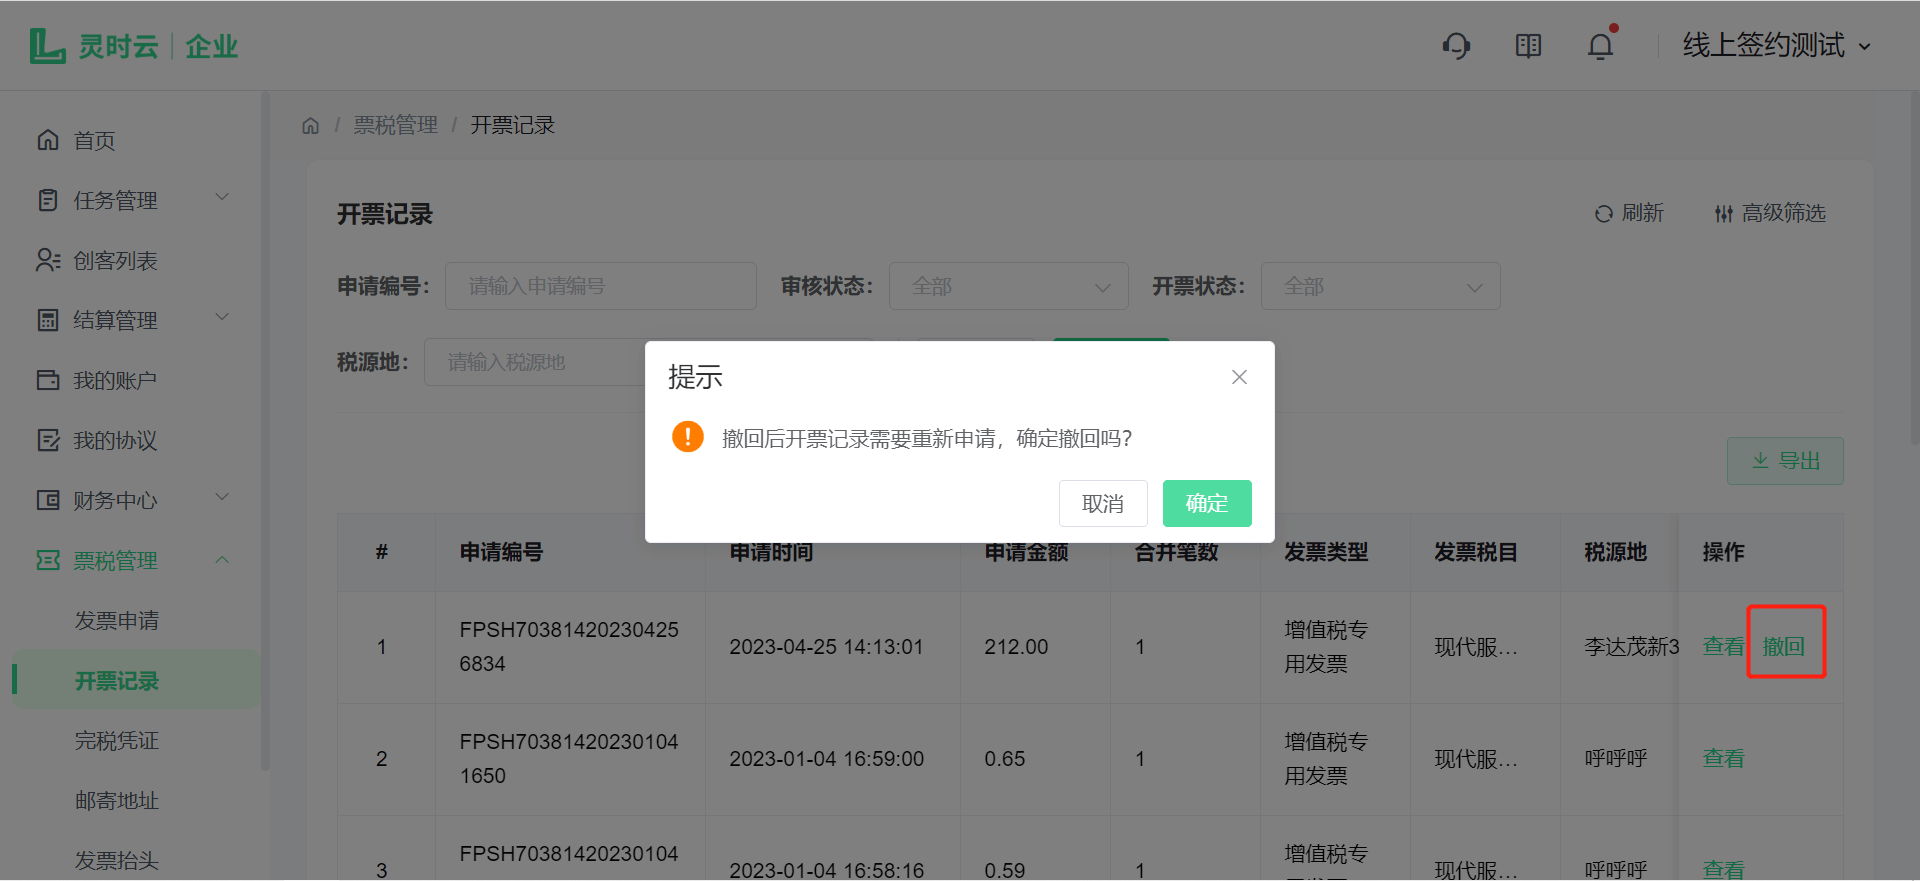 灵时云 | 企业
线上签约测试
首页
任务管理
创客列表
结算管理
我的账户
我的协议
财务中心
票税管理
发票申请
开票记录
完税凭证
邮寄地址
发票抬头
/ 票税管理 / 开票记录
开票记录
刷新
高级筛选
申请编号：
请输入申请编号
审核状态：
全部
开票状态：
全部
税源地：
请输入税源地
提示
撤回后开票记录需要重新申请，确定撤回吗？
取消
确定
导出
# 申请编号 申请时间 申请金额 合并笔数 发票类型 发票税目 税源地 操作
1 FPSH70381420230425 2023-04-25 14:13:01 212.00 1 增值税专 现代服… 李达茂新3 查看 撤回
6834 用发票
2 FPSH70381420230104 2023-01-04 16:59:00 0.65 1 增值税专 现代服… 呼呼呼 查看
1650 用发票
3 FPSH70381420230104 2023-01-04 16:58:16 0.59 1 增值税专 现代服… 呼呼呼 查看